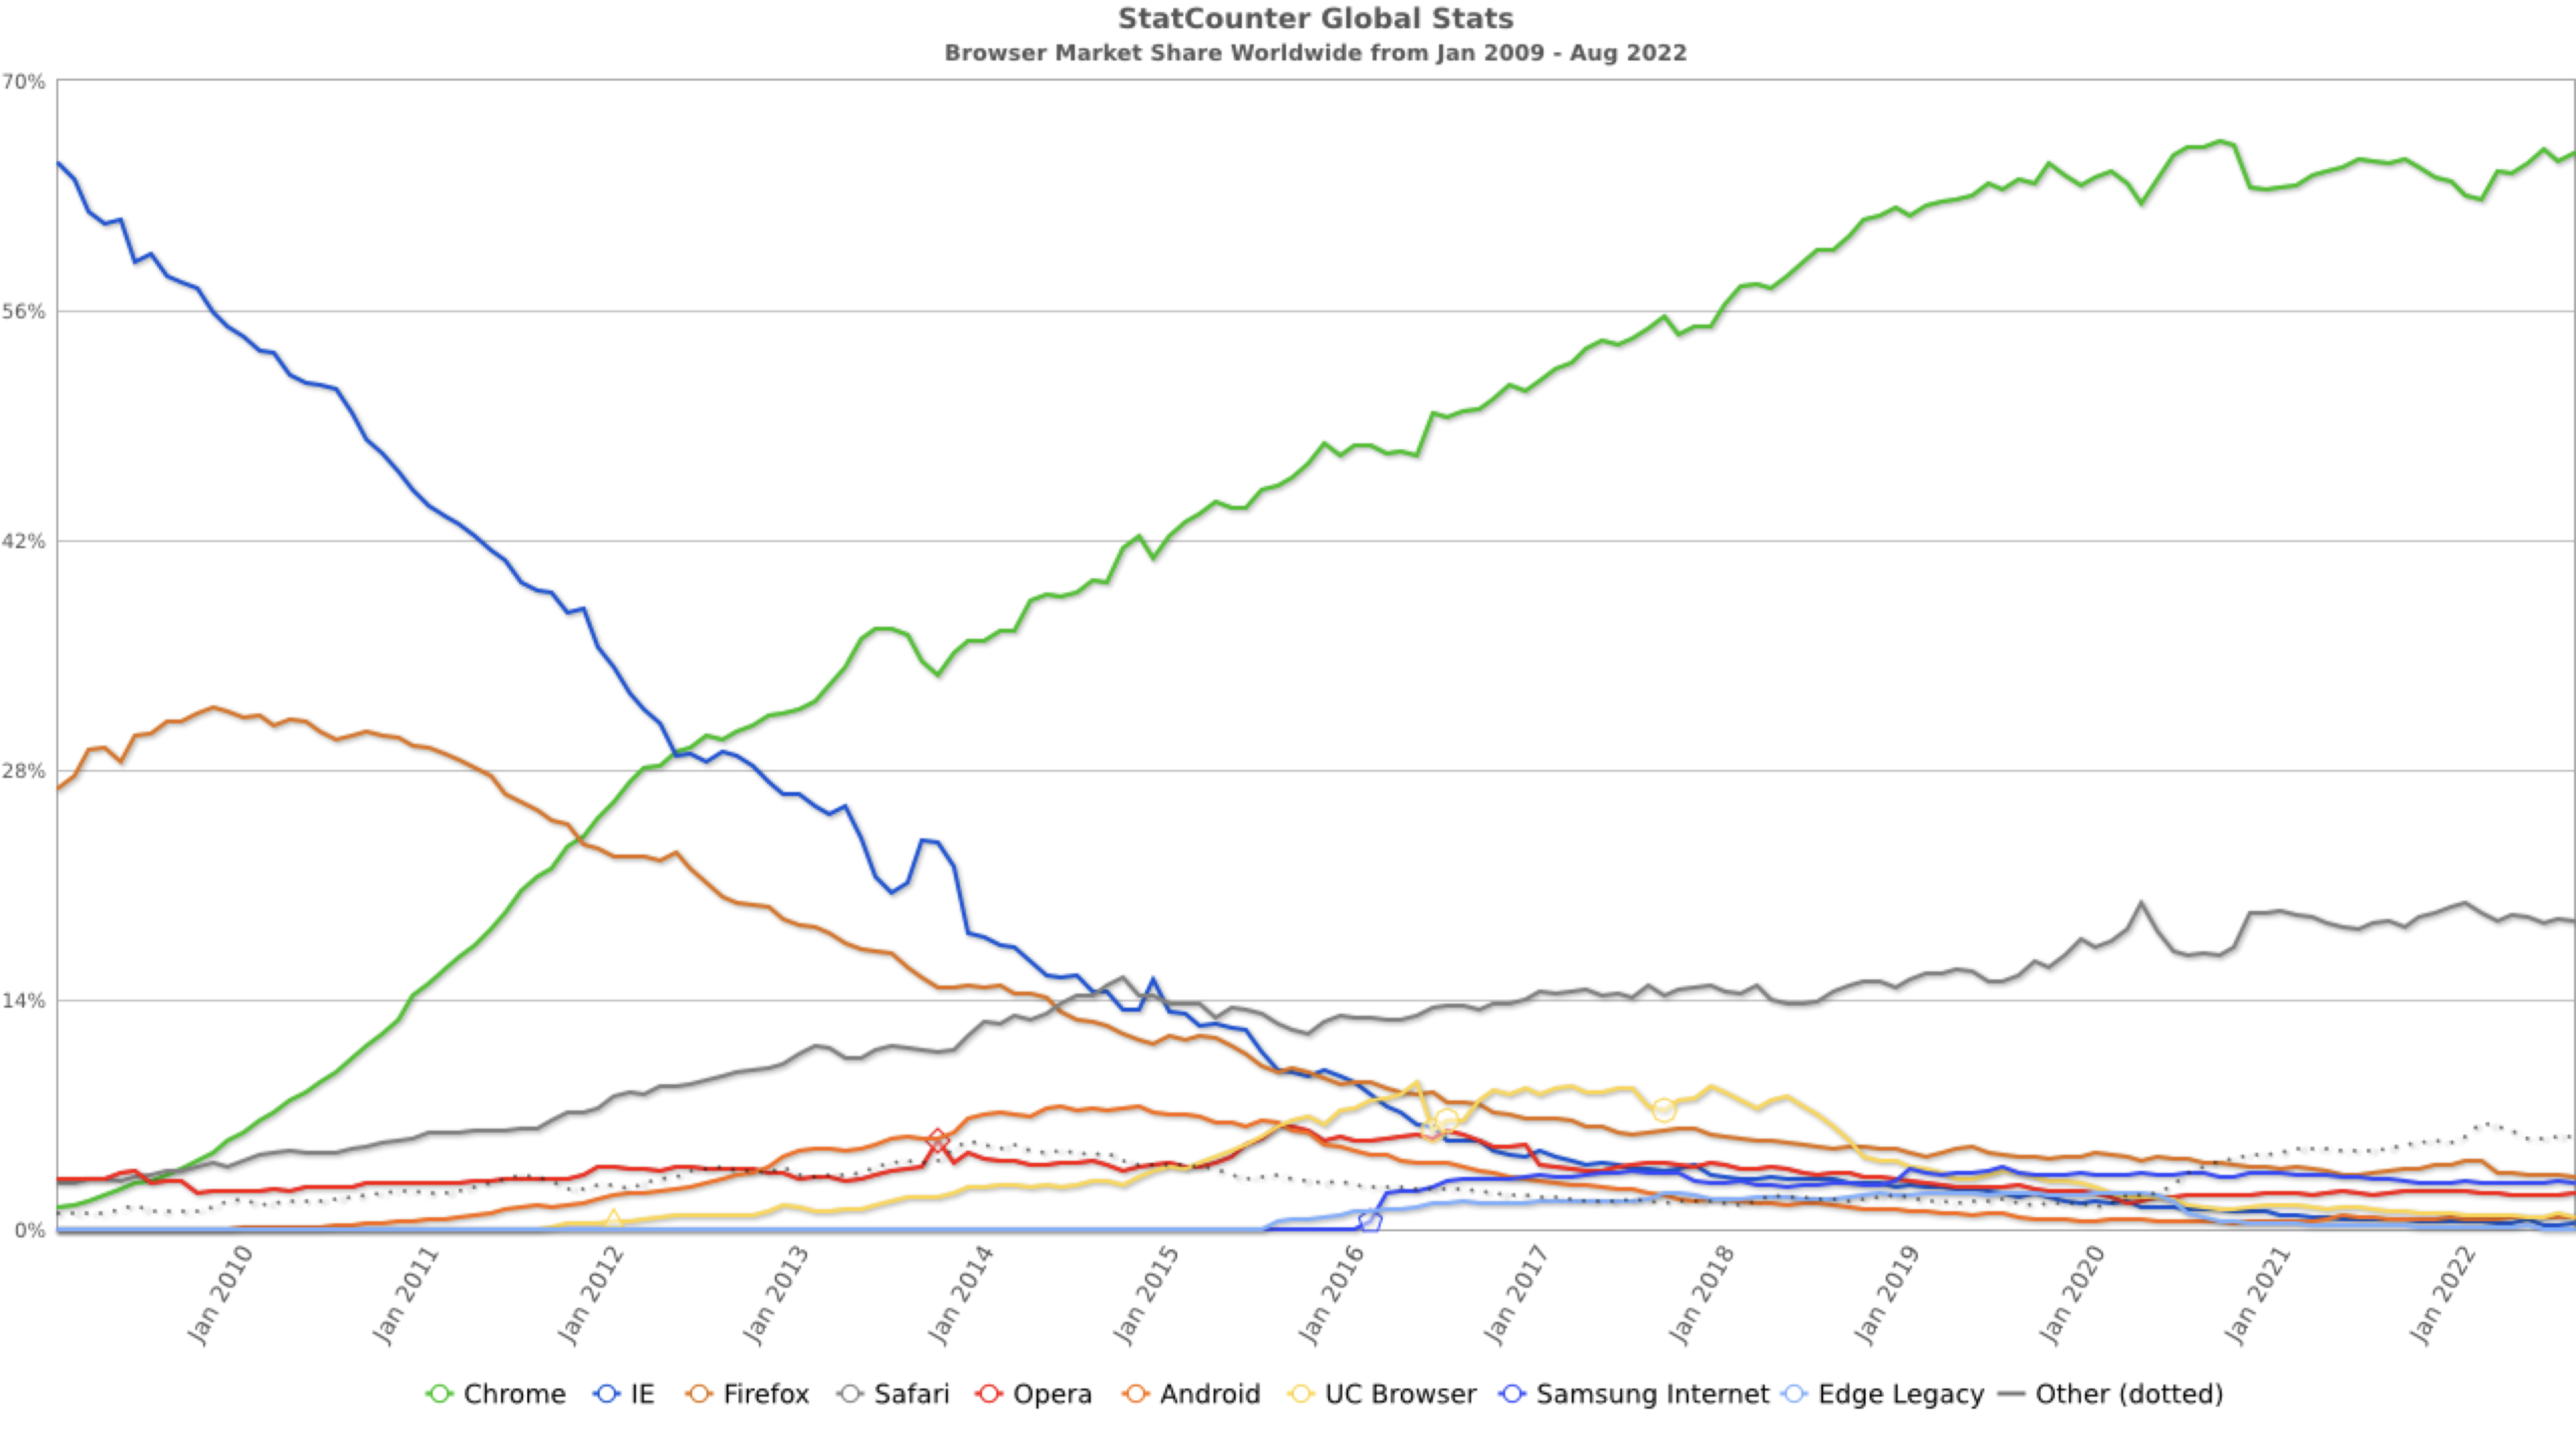 StatCounter Global Stats
Browser Market Share Worldwide from Jan 2009 - Aug 2022
70%
56%
42%
28%
14%
0%
Jan 2010 Jan 2011 Jan 2012 Jan 2013 Jan 2014 Jan 2015 Jan 2016 Jan 2017 Jan 2018 Jan 2019 Jan 2020 Jan 2021 Jan 2022
Chrome IE Firefox Safari Opera Android UC Browser Samsung Internet Edge Legacy Other (dotted)